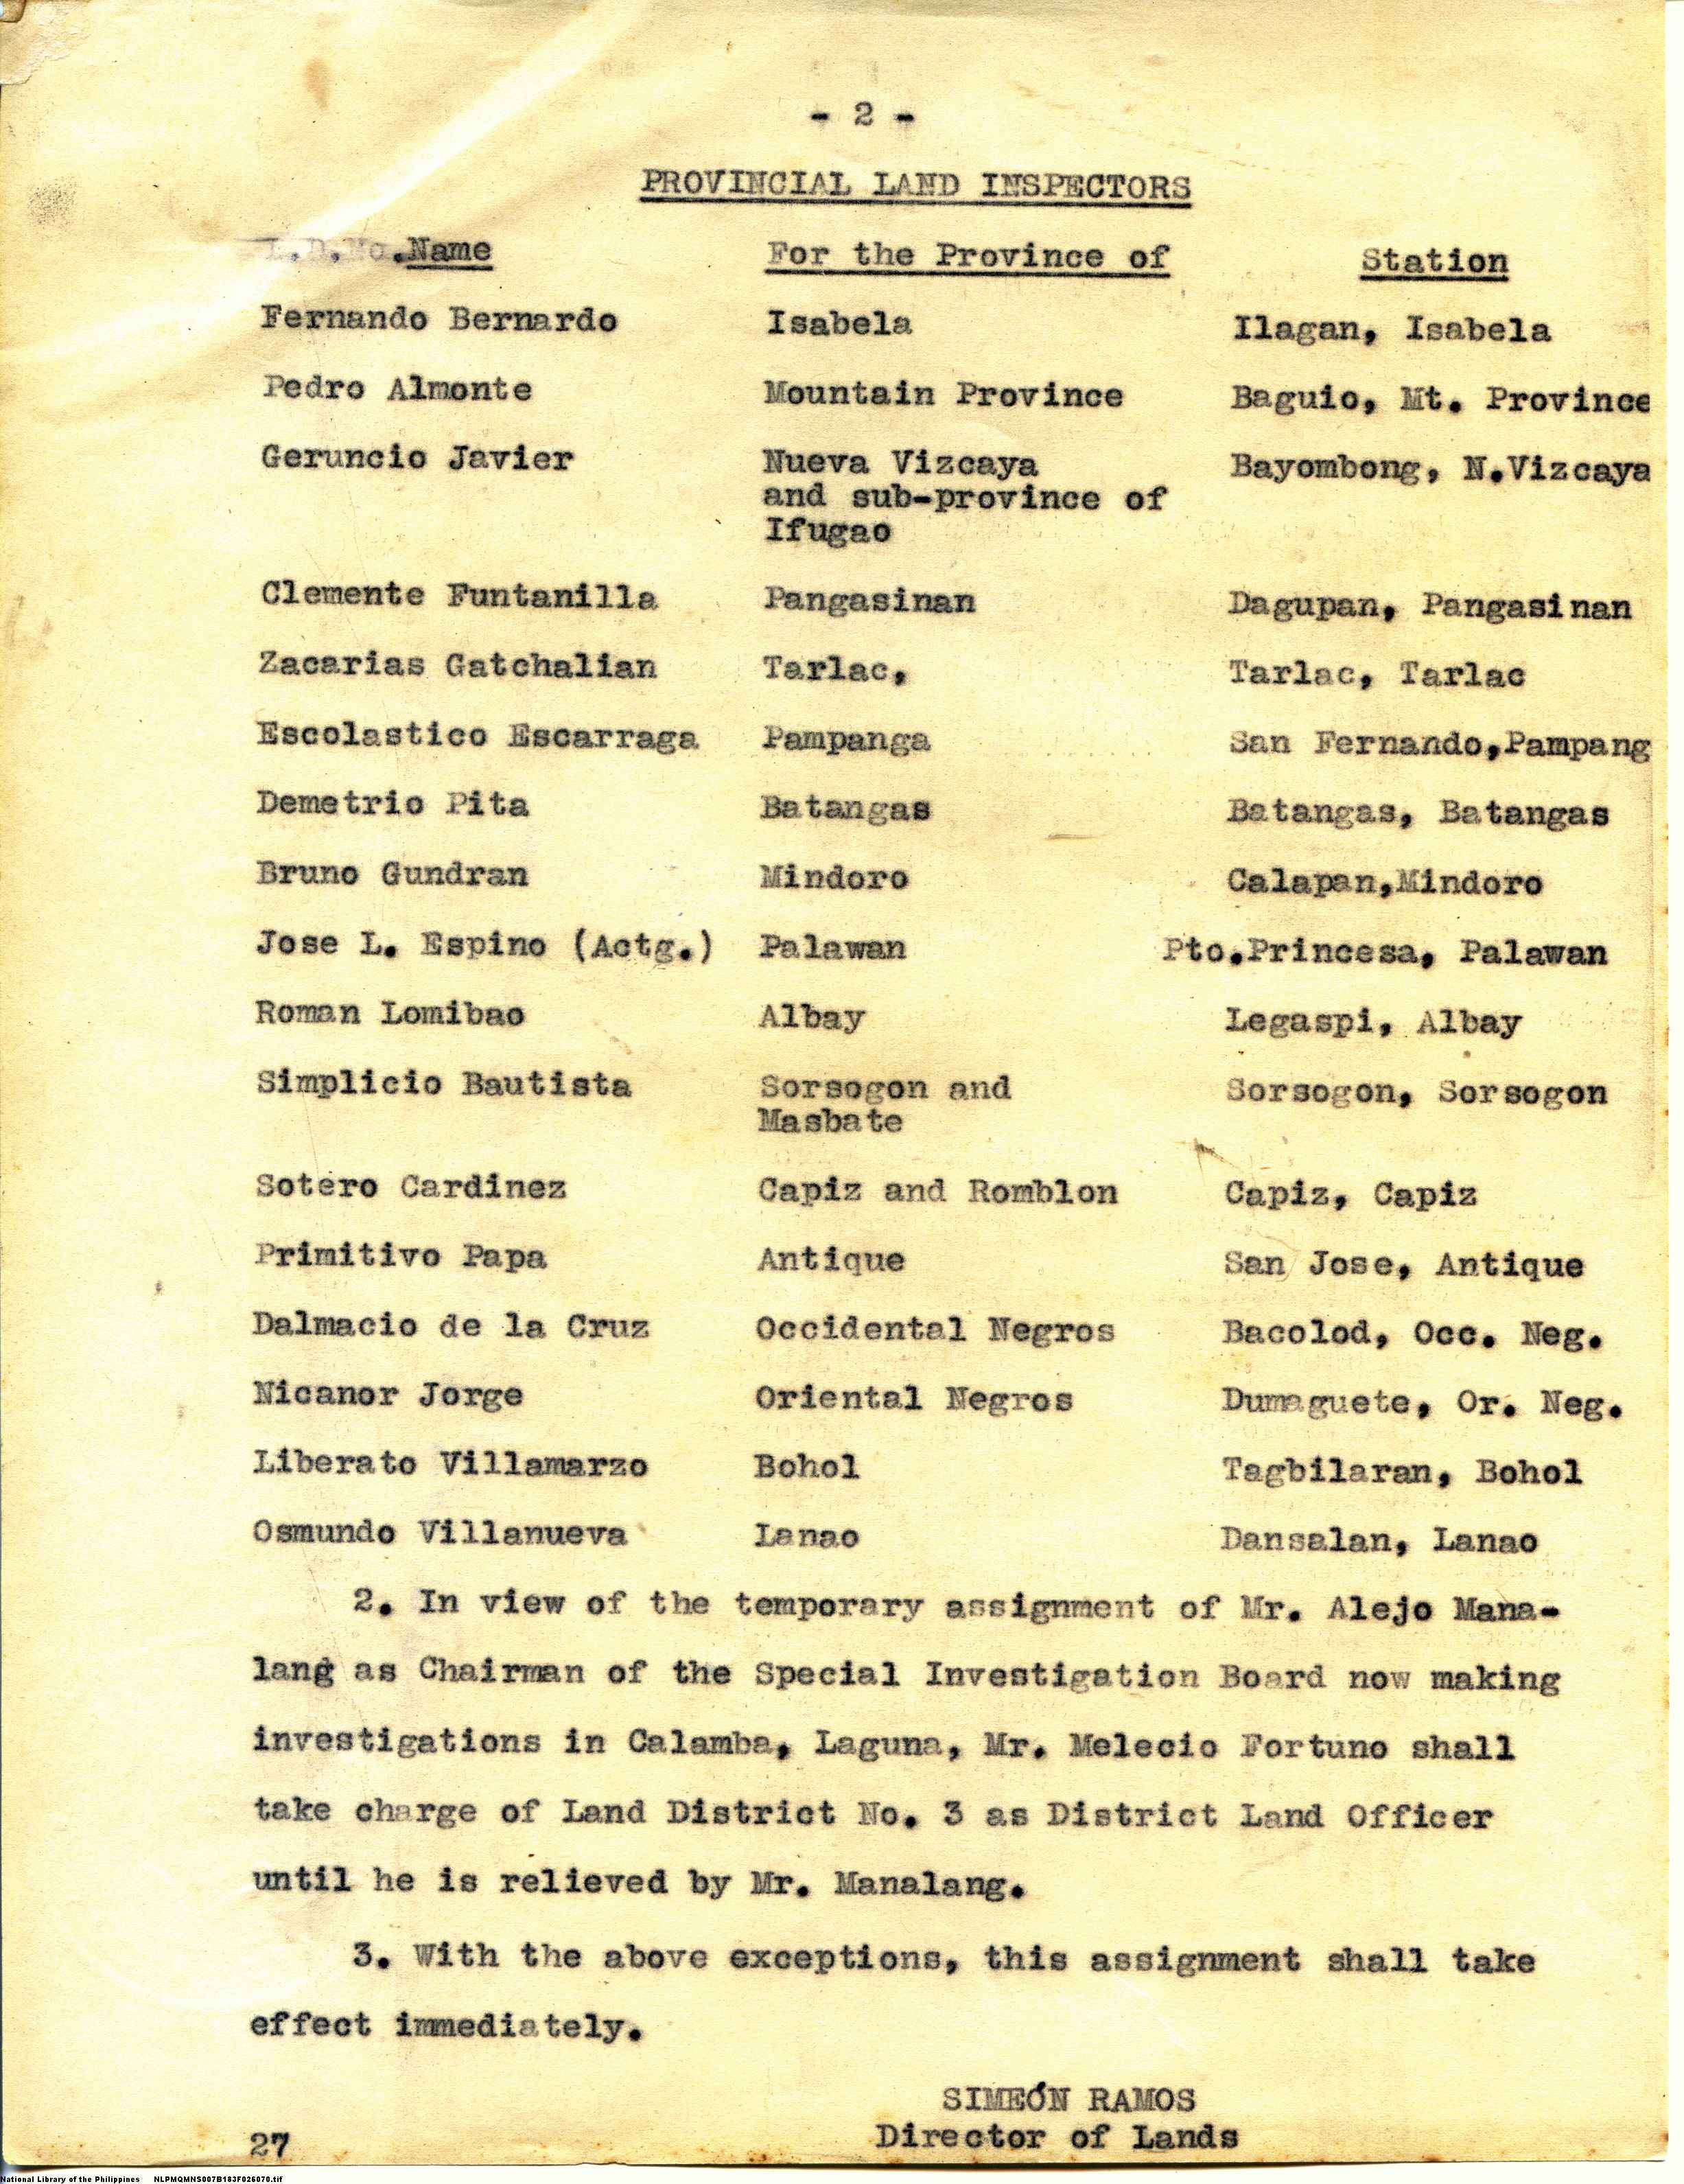 - 2 -
PROVINCIAL LAND INSPECTORS
L.D.No.Name For the Province of Station
Fernando Bernardo Isabela Ilagan, Isabela
Pedro Almonte Mountain Province Baguio, Mt. Province
Geruncio Javier Nueva Vizcaya Bayombong, N.Vizcaya
and sub-province of
Ifugao
Clemente Funtanilla Pangasinan Dagupan, Pangasinan
Zacarias Gatchalian Tarlac, Tarlac, Tarlac
Escolastico Escarraga Pampanga San Fernando,Pampang
Demetrio Pita Batangas Batangas, Batangas
Bruno Gundran Mindoro Calapan,Mindoro
Jose L. Espino (Actg.) Palawan Pto.Princesa, Palawan
Roman Lomibao Albay Legaspi, Albay
Simplicio Bautista Sorsogon and Sorsogon, Sorsogon
Masbate
Sotero Cardinez Capiz and Romblon Capiz, Capiz
Primitivo Papa Antique San Jose, Antique
Dalmacio de la Cruz Occidental Negros Bacolod, Occ. Neg.
Nicanor Jorge Oriental Negros Dumaguete, Or. Neg.
Liberato Villamarzo Bohol Tagbilaran, Bohol
Osmundo Villanueva Lanao Dansalan, Lanao
2. In view of the temporary assignment of Mr. Alejo Mana-
lang as Chairman of the Special Investigation Board now making
investigations in Calamba, Laguna, Mr. Melecio Fortuno shall
take charge of Land District No. 3 as District Land Officer
until he is relieved by Mr. Manalang.
3. With the above exceptions, this assignment shall take
effect immediately.
SIMEÓN RAMOS
Director of Lands
27
National Library of the Philippines NLPMQMNS007B183F026070.tif